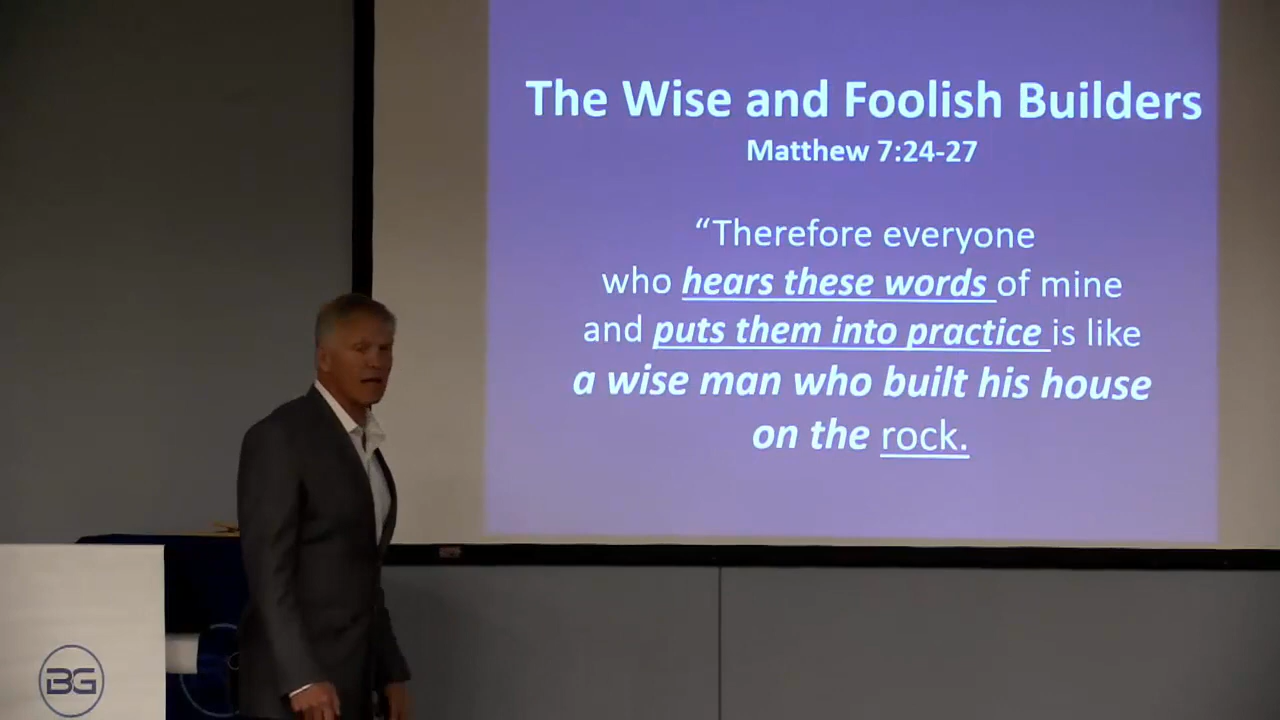 The Wise and Foolish Builders
Matthew 7:24-27
“Therefore everyone
who hears these words of mine
and puts them into practice is like
a wise man who built his house
on the rock.
BG